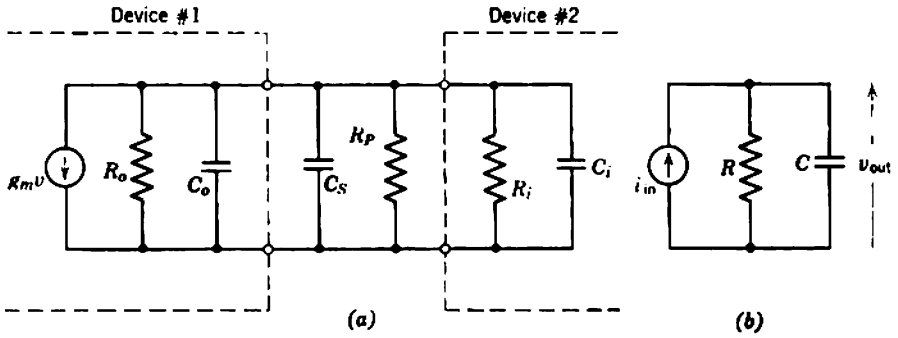 Device #1
Device #2
g_m v
R_o
C_o
C_S
R_P
R_i
C_i
i_in
R
C
v_out
(a)
(b)